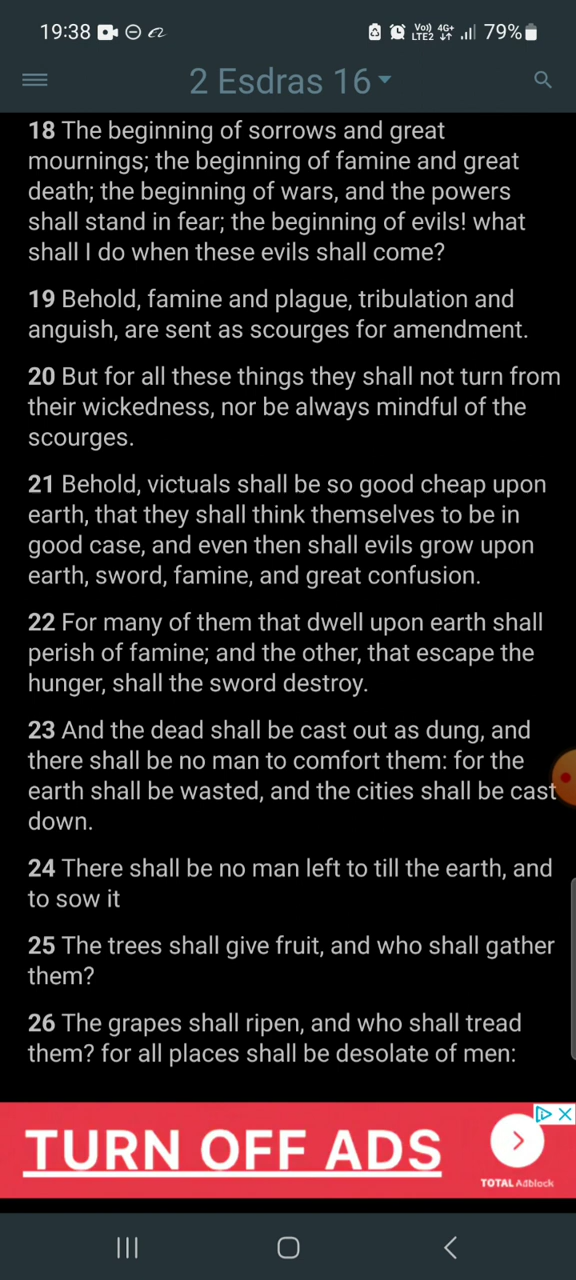 19:38
Vo)) 4G+
LTE2 79%
2 Esdras 16
18 The beginning of sorrows and great
mournings; the beginning of famine and great
death; the beginning of wars, and the powers
shall stand in fear; the beginning of evils! what
shall I do when these evils shall come?
19 Behold, famine and plague, tribulation and
anguish, are sent as scourges for amendment.
20 But for all these things they shall not turn from
their wickedness, nor be always mindful of the
scourges.
21 Behold, victuals shall be so good cheap upon
earth, that they shall think themselves to be in
good case, and even then shall evils grow upon
earth, sword, famine, and great confusion.
22 For many of them that dwell upon earth shall
perish of famine; and the other, that escape the
hunger, shall the sword destroy.
23 And the dead shall be cast out as dung, and
there shall be no man to comfort them: for the
earth shall be wasted, and the cities shall be cast
down.
24 There shall be no man left to till the earth, and
to sow it
25 The trees shall give fruit, and who shall gather
them?
26 The grapes shall ripen, and who shall tread
them? for all places shall be desolate of men:
TURN OFF ADS
TOTAL Adblock